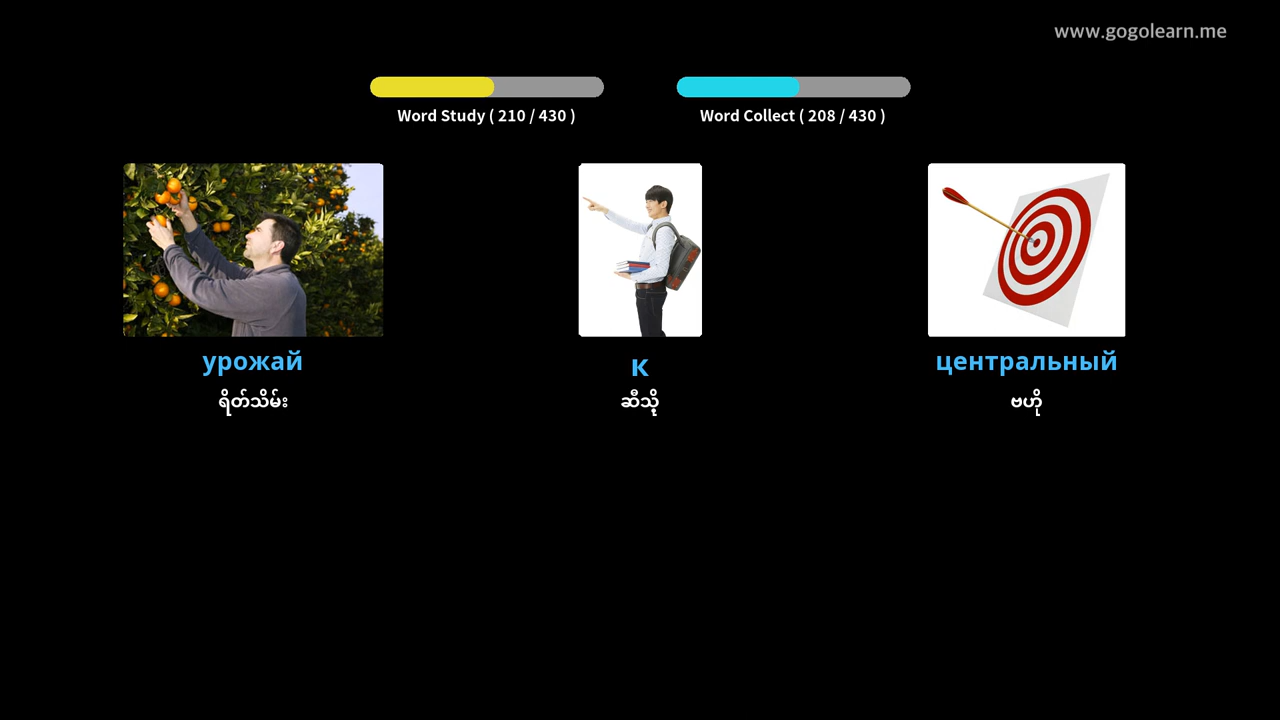 www.gogolearn.me
Word Study ( 210 / 430 )
Word Collect ( 208 / 430 )
урожай
к
центральный
ရိတ်သိမ်း
ဆီသို့
ဗဟို